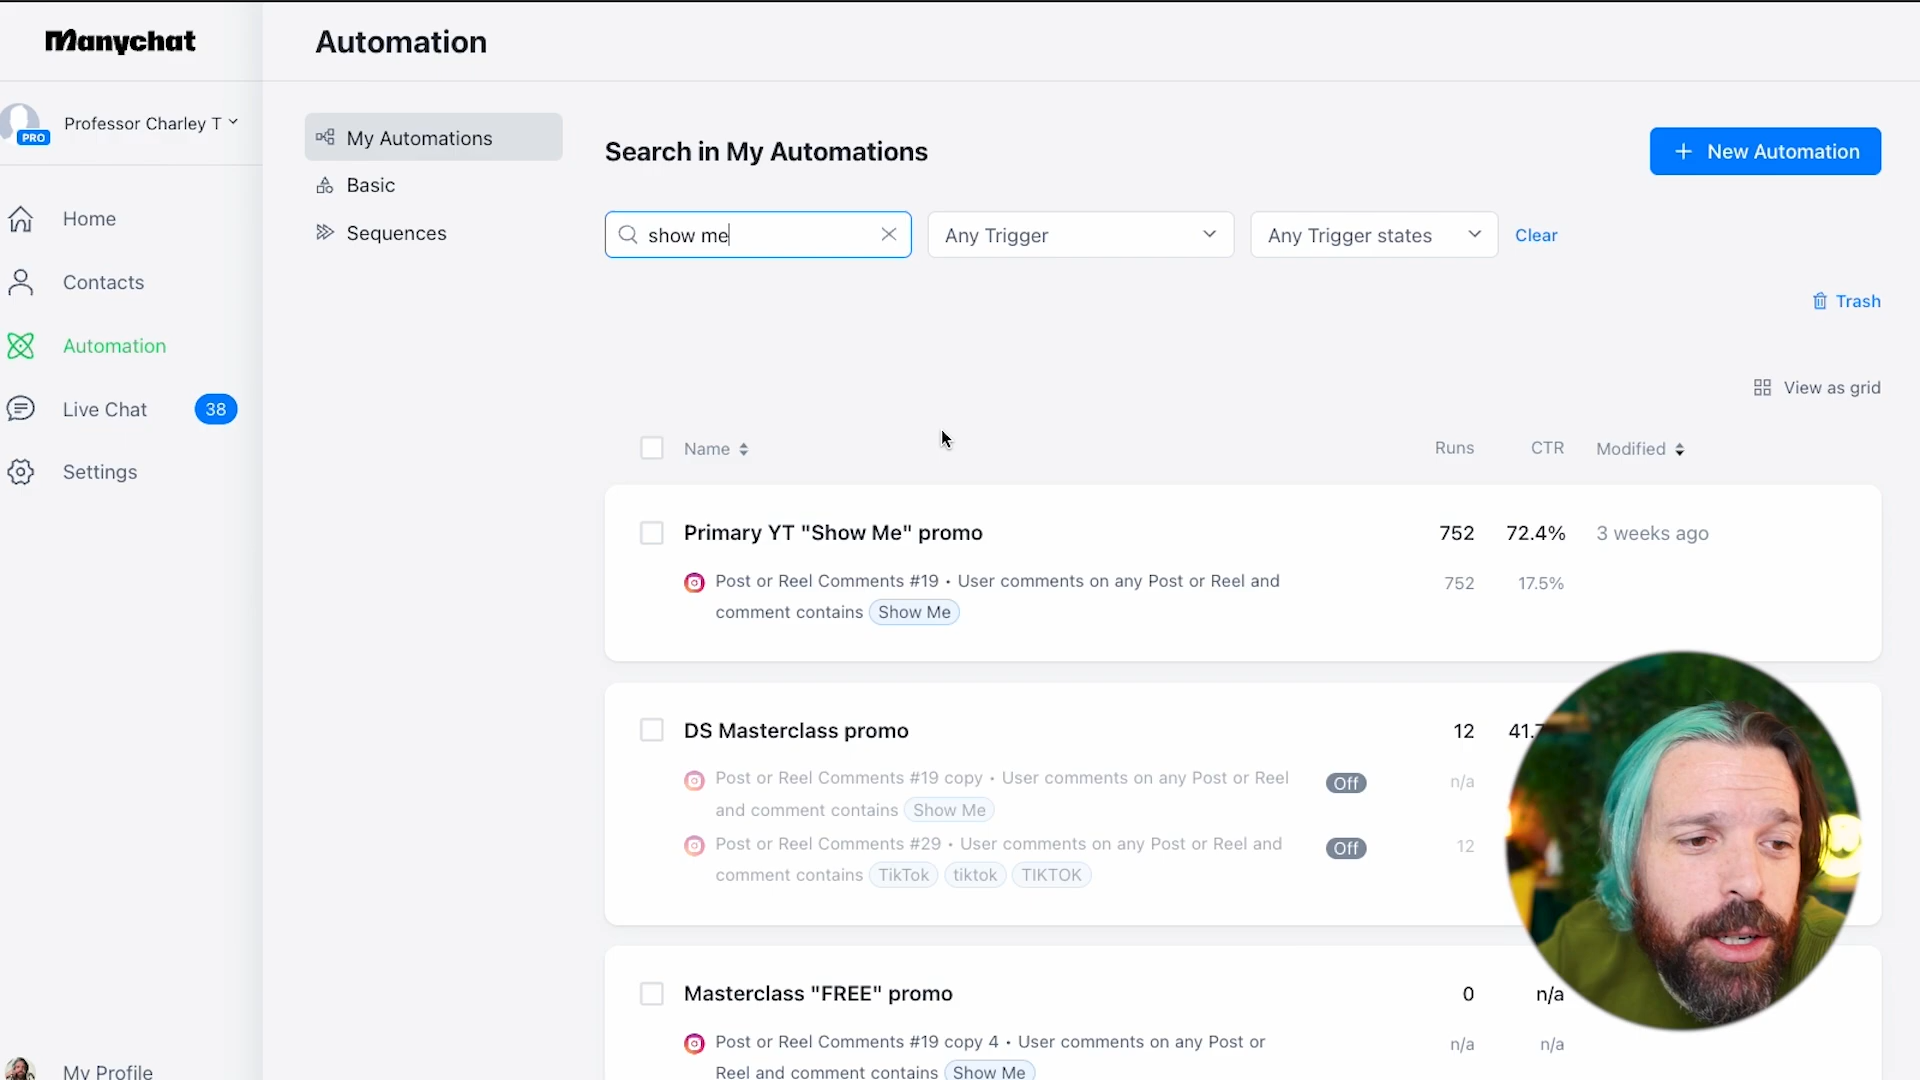 Manychat
Automation
PRO
Professor Charley T
Home
Contacts
Automation
Live Chat
38
Settings
My Profile
My Automations
Basic
Sequences
Search in My Automations
+ New Automation
show me
Any Trigger
Any Trigger states
Clear
Trash
View as grid
Name
Runs
CTR
Modified
Primary YT "Show Me" promo
752
72.4%
3 weeks ago
Post or Reel Comments #19 • User comments on any Post or Reel and
comment contains Show Me
752
17.5%
DS Masterclass promo
12
Post or Reel Comments #19 copy • User comments on any Post or Reel
and comment contains Show Me
Off
n/a
Post or Reel Comments #29 • User comments on any Post or Reel and
comment contains TikTok tiktok TIKTOK
Off
12
Masterclass "FREE" promo
0
n/a
Post or Reel Comments #19 copy 4 • User comments on any Post or
Reel and comment contains Show Me
n/a
n/a